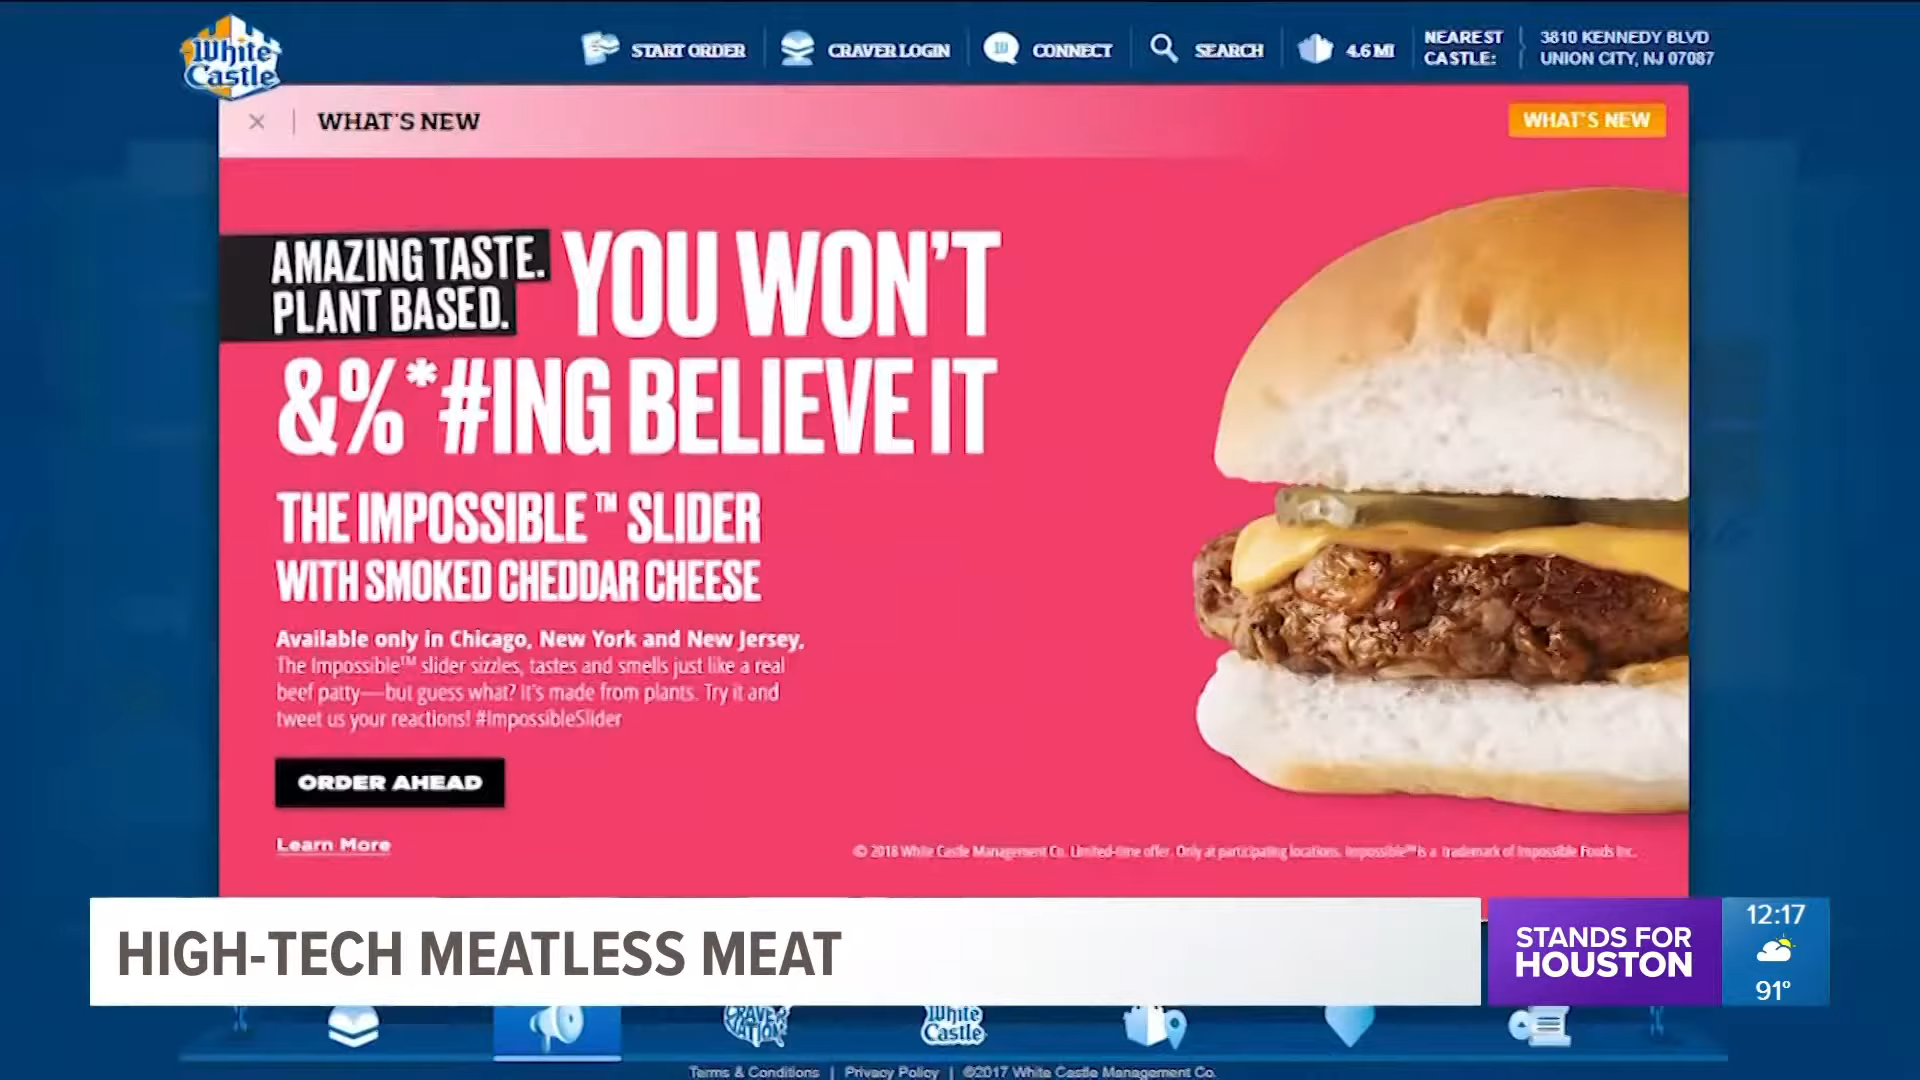 White
Castle
START ORDER
CRAVER LOGIN
CONNECT
SEARCH
4.6 MI
NEAREST
CASTLE:
3810 KENNEDY BLVD
UNION CITY, NJ 07087
WHAT'S NEW
WHAT'S NEW
AMAZING TASTE.
PLANT BASED.
YOU WON'T
&%*#ING BELIEVE IT
THE IMPOSSIBLE™ SLIDER
WITH SMOKED CHEDDAR CHEESE
Available only in Chicago, New York and New Jersey.
The Impossible™ slider sizzles, tastes and smells just like a real
beef patty—but guess what? It's made from plants. Try it and
tweet us your reactions! #ImpossibleSlider
ORDER AHEAD
Learn More
© 2018 White Castle Management Co. Limited-time offer. Only at participating locations. Impossible™ is a trademark of Impossible Foods Inc.
HIGH-TECH MEATLESS MEAT
STANDS FOR
HOUSTON
12:17
91°
CRAVER
NATION
White
Castle
Terms & Conditions | Privacy Policy | ©2017 White Castle Management Co.